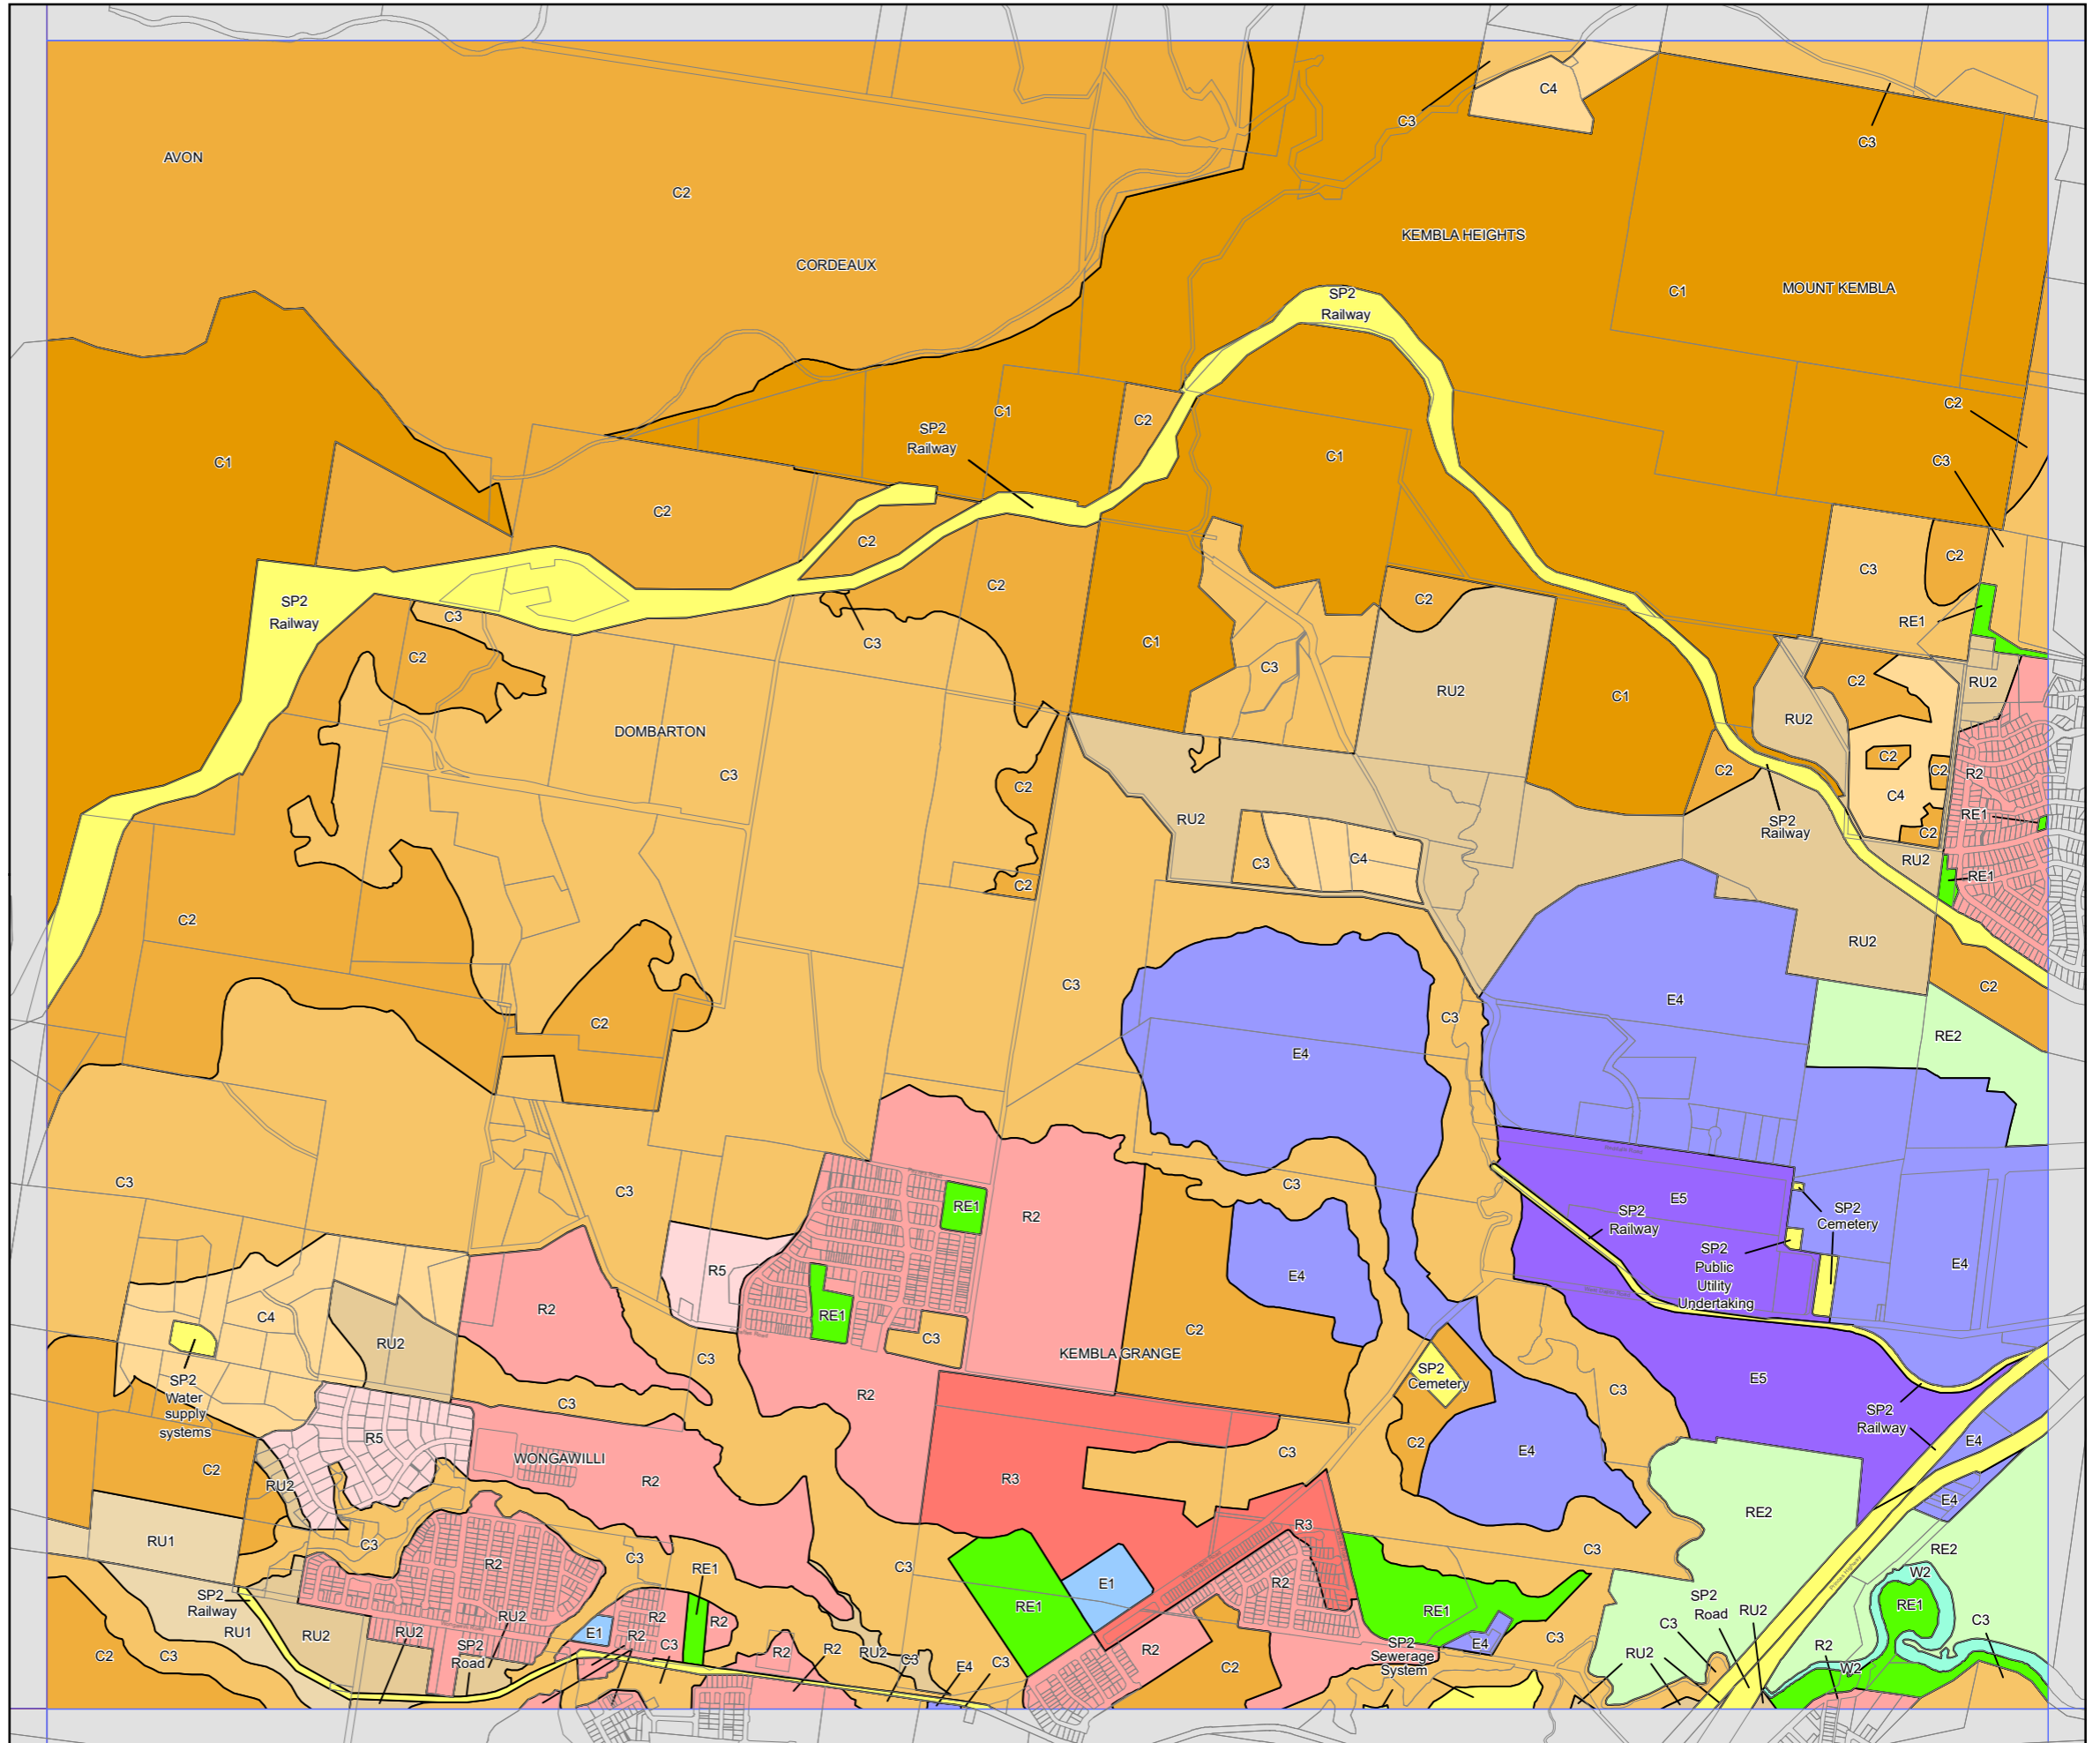 C4
C3
C3
AVON
C2
KEMBLA HEIGHTS
CORDEAUX
MOUNT KEMBLA
C1
SP2
Railway
C2
C1
C2
SP2
Railway
C3
C1
C1
C2
C2
C2
C3
C2
C2
C2
SP2
Railway
C3
RE1
C3
C1
C2
C3
C2
RU2
RU2
C1
RU2
DOMBARTON
C3
C2
C2
C2
R2
C2
C4
RE1
RU2
SP2
Railway
C2
C3
C4
RU2
RE1
C2
C2
RU2
C3
C2
E4
C3
C2
RE2
E4
C3
C3
C3
E5
RE1
R2
SP2
Railway
SP2
Cemetery
SP2
Public
Utility
Undertaking
R5
E4
E4
R2
C4
RE1
C2
RU2
C3
KEMBLA GRANGE
C3
SP2
Water
supply
systems
SP2
Cemetery
E5
C3
R2
C3
SP2
Railway
R5
C2
E4
E4
C3
WONGAWILLI
C2
R2
R3
RU2
E4
RE2
R3
RU1
C3
C3
C3
C3
RE2
R2
RE1
E1
R2
W2
SP2
Railway
SP2
Road
RE1
RE1
RE1
RU2
RU2
R2
R2
C3
C3
RU1
RU2
RU2
E1
R2
C3
E4
C3
R2
SP2
Road
R2
R2
RU2
R2
SP2
Sewerage
System
RU2
W2
C2
C3
C3
E4
C3
C2